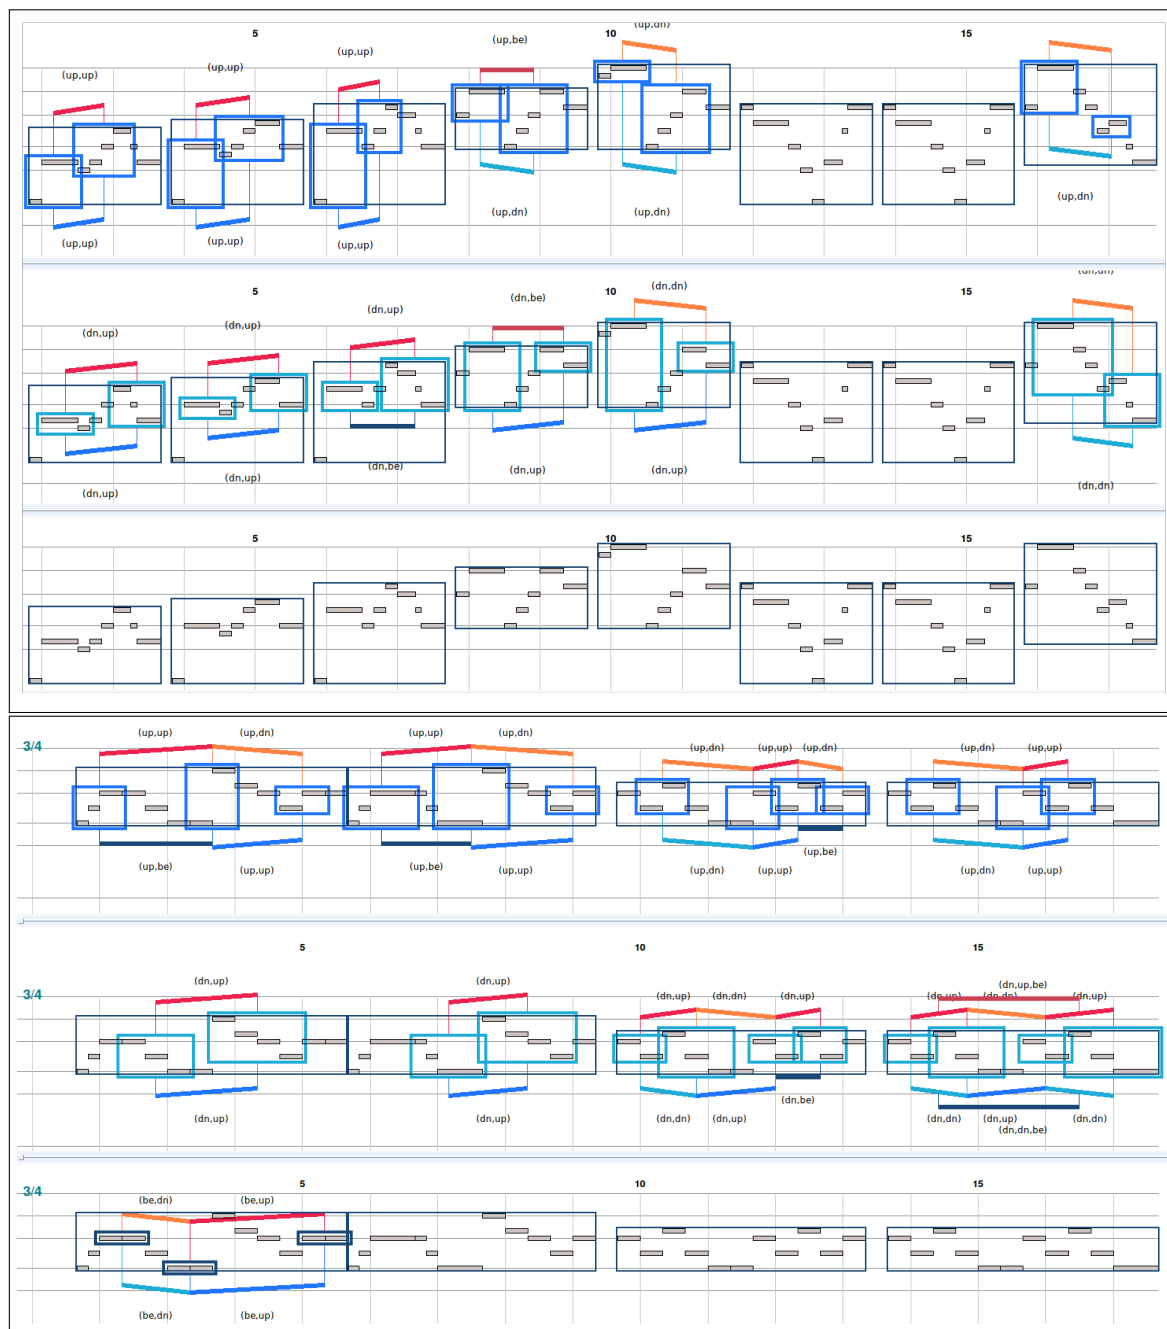 5 10 15
(up,up) (up,up) (up,up) (up,be) (up,dn)
(up,up) (up,up) (up,up) (up,dn) (up,dn) (up,dn)
5 10 15
(dn,up) (dn,up) (dn,up) (dn,be) (dn,dn) (dn,dn)
(dn,up) (dn,up) (dn,be) (dn,up) (dn,up) (dn,dn)
5 10 15
3/4
(up,up) (up,dn) (up,up) (up,dn) (up,dn) (up,up) (up,dn) (up,dn) (up,up)
(up,be) (up,up) (up,be) (up,up) (up,dn) (up,up) (up,be) (up,dn) (up,up)
5 10 15
3/4
(dn,up) (dn,up) (dn,up) (dn,dn) (dn,up) (dn,up) (dn,dn) (dn,up,be) (dn,up)
(dn,up) (dn,up) (dn,dn) (dn,up) (dn,be) (dn,dn) (dn,up) (dn,dn)
(dn,dn,be)
5 10 15
3/4
(be,dn) (be,up)
(be,dn) (be,up)